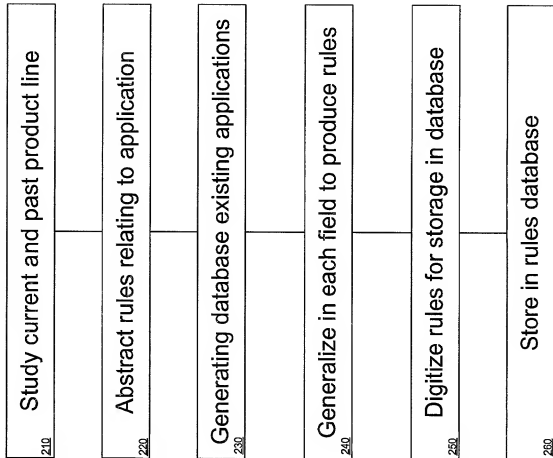 Study current and past product line
210
Abstract rules relating to application
220
Generating database existing applications
230
Generalize in each field to produce rules
240
Digitize rules for storage in database
250
Store in rules database
260